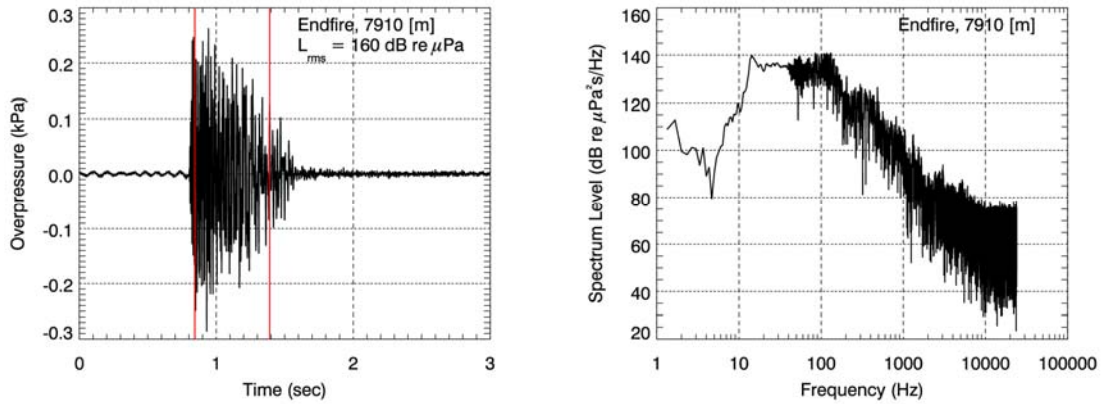 Endfire, 7910 [m]
L_rms = 160 dB re μPa
0.3
0.2
0.1
0.0
-0.1
-0.2
-0.3
Overpressure (kPa)
0 1 2 3
Time (sec)
Endfire, 7910 [m]
160
140
120
100
80
60
40
20
Spectrum Level (dB re μPa²s/Hz)
1 10 100 1000 10000 100000
Frequency (Hz)